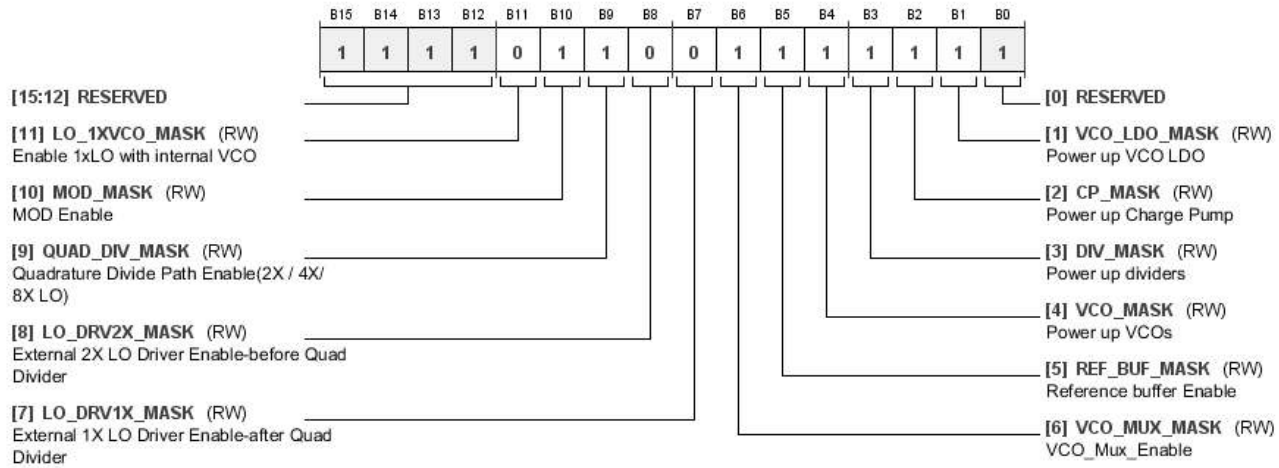 B15 B14 B13 B12 B11 B10 B9 B8 B7 B6 B5 B4 B3 B2 B1 B0
1 1 1 1 0 1 1 0 0 1 1 1 1 1 1 1
[15:12] RESERVED
[11] LO_1XVCO_MASK (RW)
Enable 1xLO with internal VCO
[10] MOD_MASK (RW)
MOD Enable
[9] QUAD_DIV_MASK (RW)
Quadrature Divide Path Enable(2X / 4X/
8X LO)
[8] LO_DRV2X_MASK (RW)
External 2X LO Driver Enable-before Quad
Divider
[7] LO_DRV1X_MASK (RW)
External 1X LO Driver Enable-after Quad
Divider
[0] RESERVED
[1] VCO_LDO_MASK (RW)
Power up VCO LDO
[2] CP_MASK (RW)
Power up Charge Pump
[3] DIV_MASK (RW)
Power up dividers
[4] VCO_MASK (RW)
Power up VCOs
[5] REF_BUF_MASK (RW)
Reference buffer Enable
[6] VCO_MUX_MASK (RW)
VCO_Mux_Enable